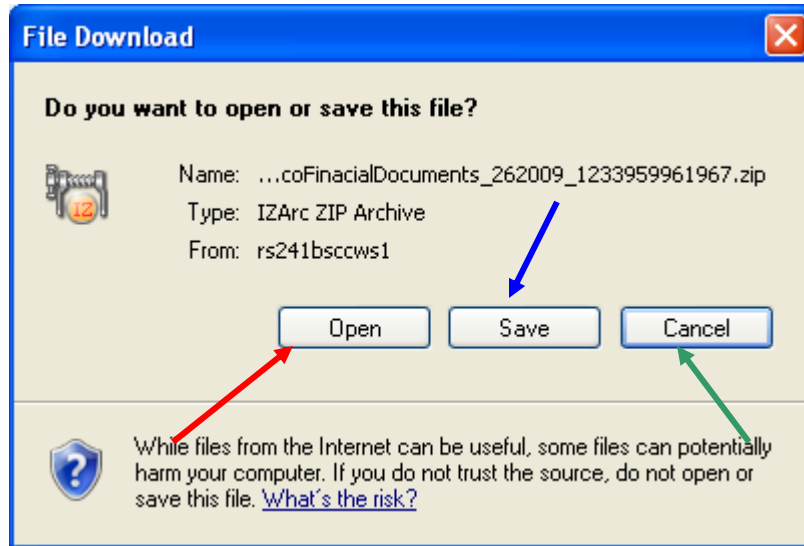 File Download
Do you want to open or save this file?
Name: ...coFinacialDocuments_262009_1233959961967.zip
IZ
Type: IZArc ZIP Archive
From: rs241bsccws1
Open Save Cancel
While files from the Internet can be useful, some files can potentially
harm your computer. If you do not trust the source, do not open or
save this file. What's the risk?